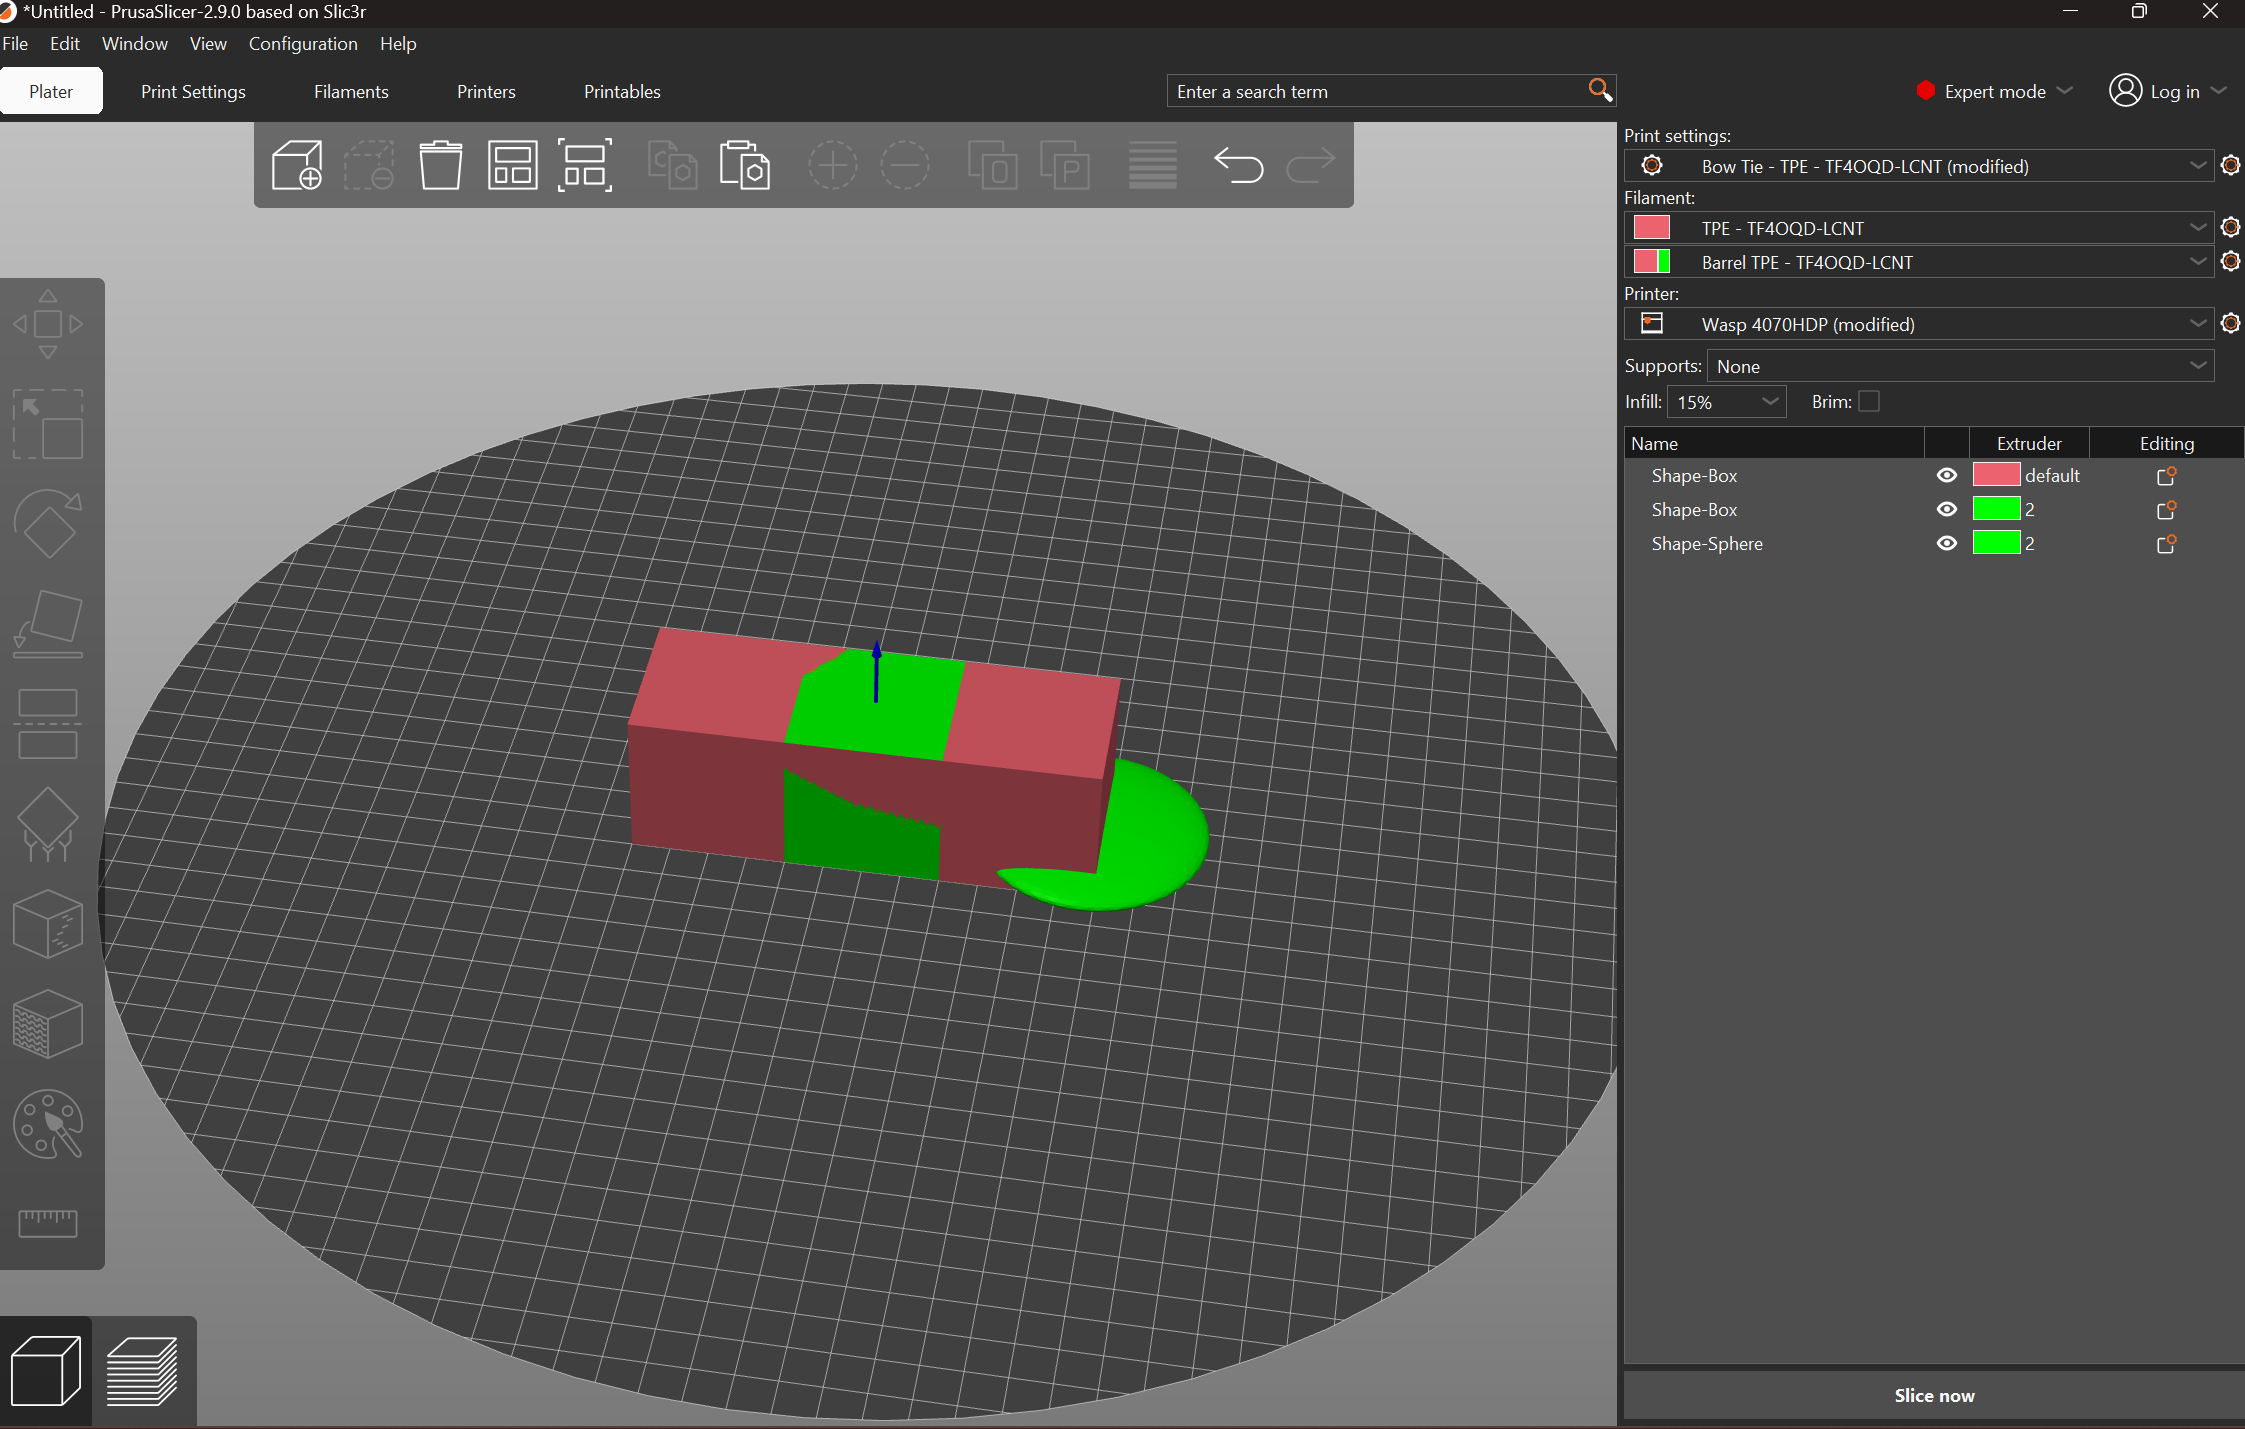 *Untitled - PrusaSlicer-2.9.0 based on Slic3r
File Edit Window View Configuration Help
Plater Print Settings Filaments Printers Printables Enter a search term Expert mode Log in
Print settings:
Bow Tie - TPE - TF4OQD-LCNT (modified)
Filament:
TPE - TF4OQD-LCNT
Barrel TPE - TF4OQD-LCNT
Printer:
Wasp 4070HDP (modified)
Supports: None
Infill: 15% Brim:
Name Extruder Editing
Shape-Box default
Shape-Box 2
Shape-Sphere 2
Slice now